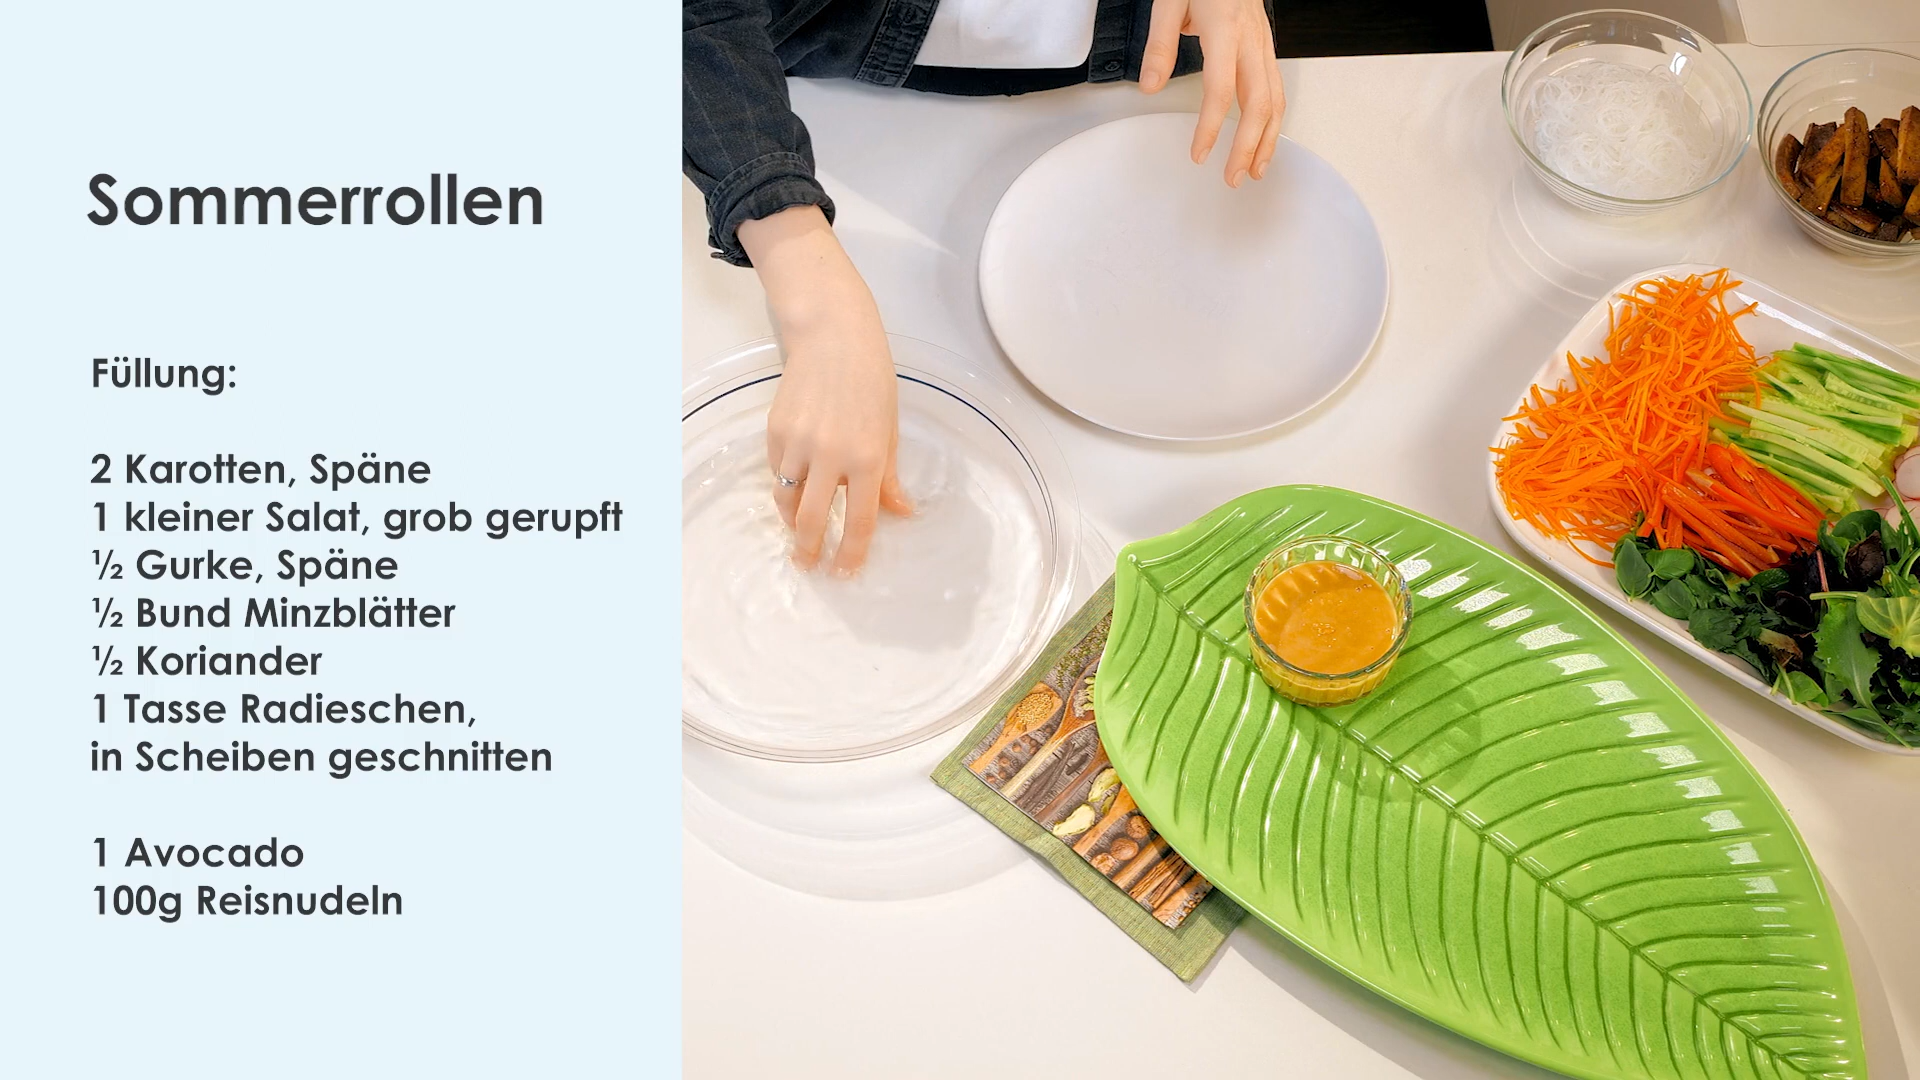 Sommerrollen
Füllung:
2 Karotten, Späne
1 kleiner Salat, grob gerupft
½ Gurke, Späne
½ Bund Minzblätter
½ Koriander
1 Tasse Radieschen,
in Scheiben geschnitten
1 Avocado
100g Reisnudeln